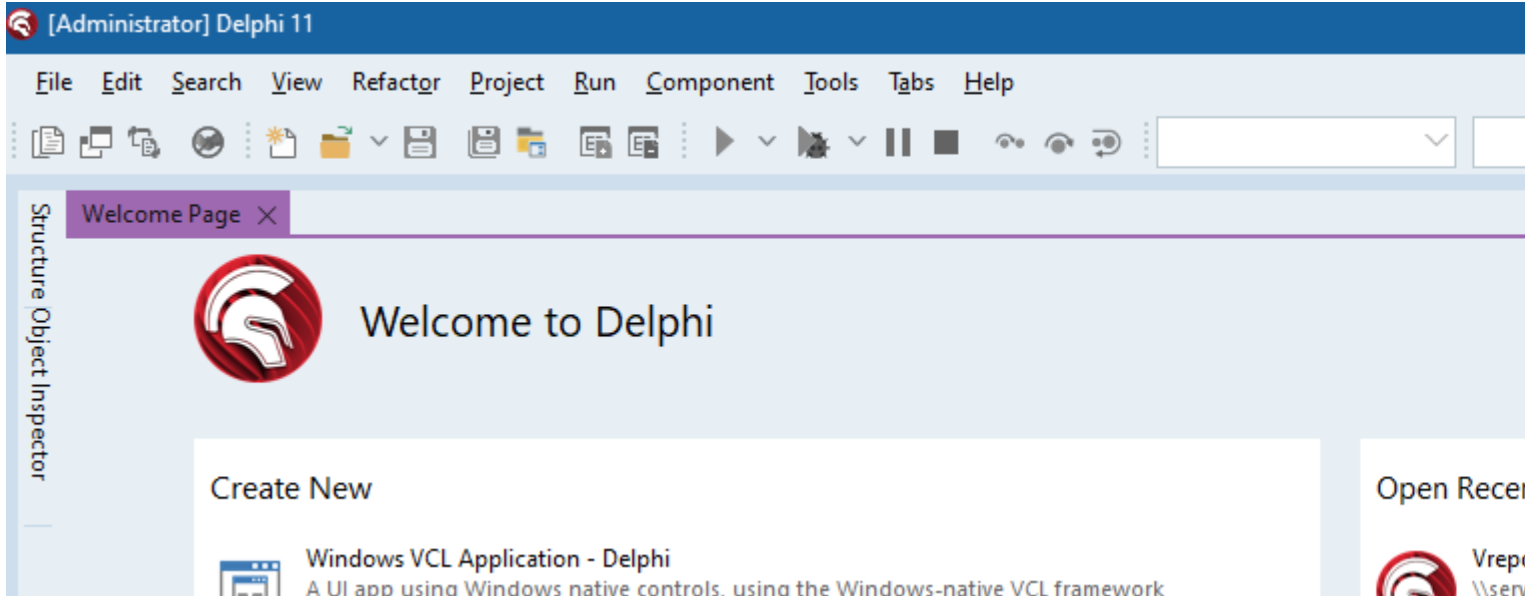 [Administrator] Delphi 11
File Edit Search View Refactor Project Run Component Tools Tabs Help
Structure
Object Inspector
Welcome Page
Welcome to Delphi
Create New
Windows VCL Application - Delphi
A UI app using Windows native controls, using the Windows-native VCL framework
Open